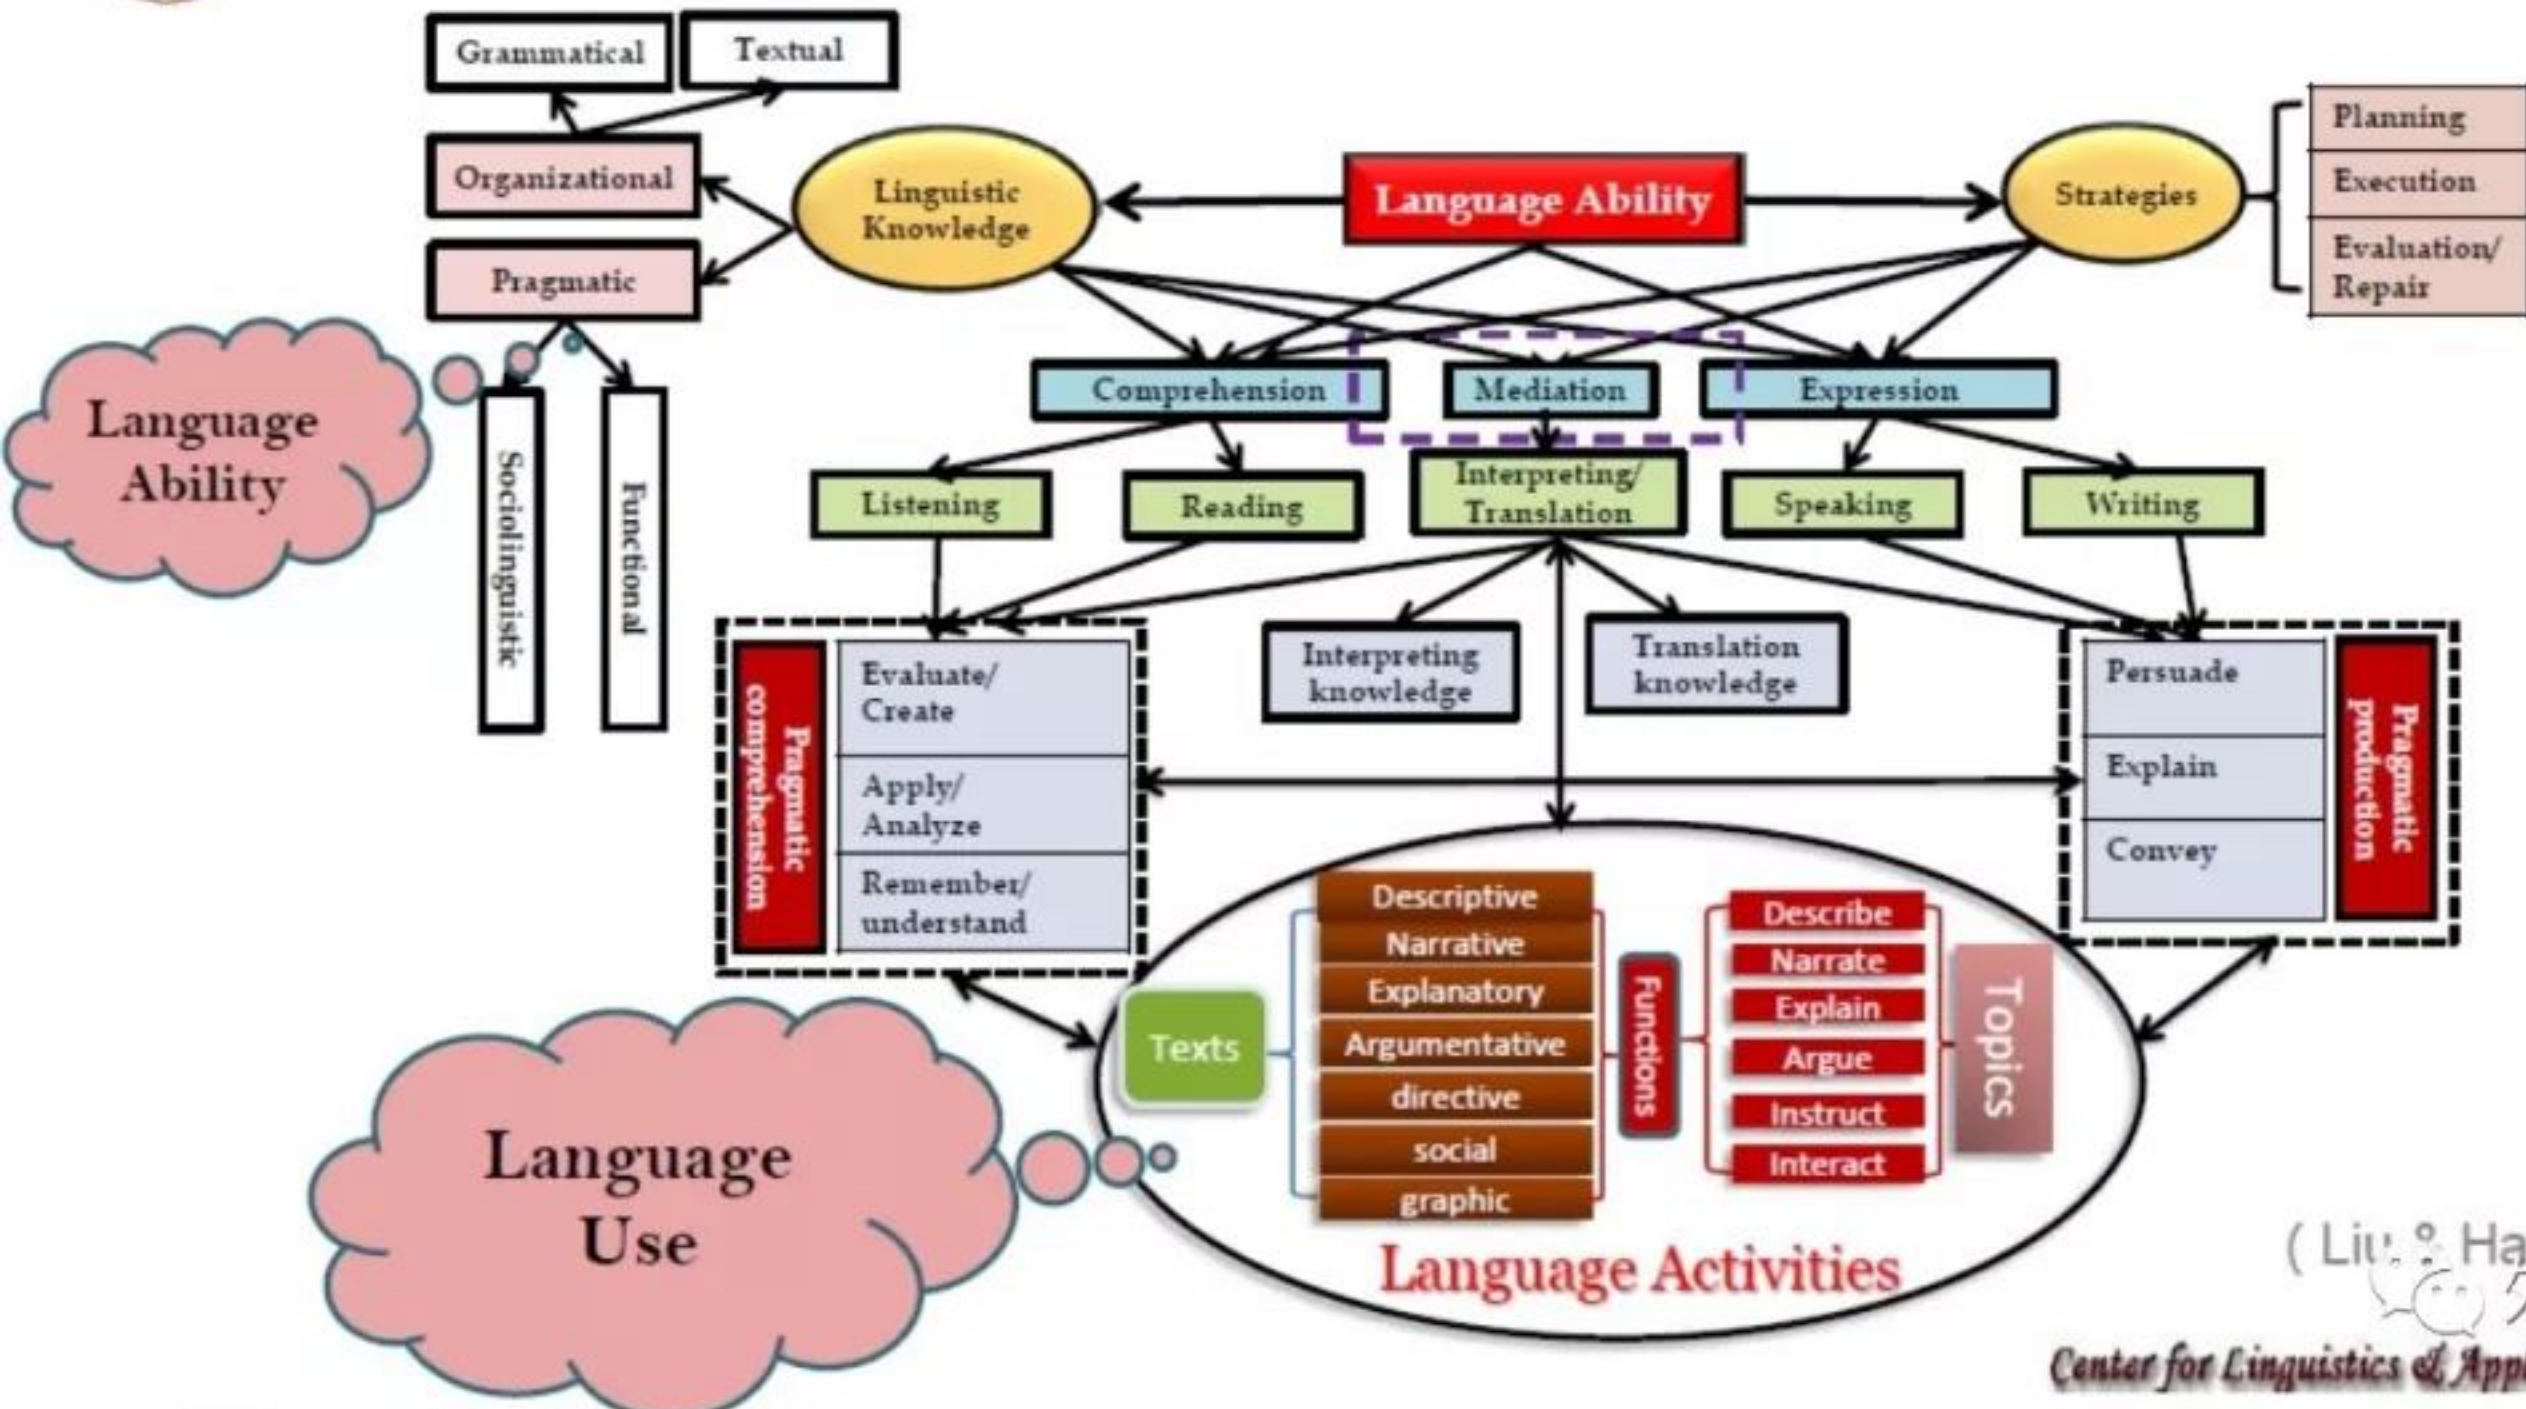 Grammatical
Textual
Organizational
Pragmatic
Linguistic
Knowledge
Language Ability
Strategies
Planning
Execution
Evaluation/
Repair
Language
Ability
Sociolinguistic
Functional
Comprehension
Mediation
Expression
Listening
Reading
Interpreting/
Translation
Speaking
Writing
Pragmatic
comprehension
Evaluate/
Create
Apply/
Analyze
Remember/
understand
Interpreting
knowledge
Translation
knowledge
Persuade
Explain
Convey
Pragmatic
production
Texts
Descriptive
Narrative
Explanatory
Argumentative
directive
social
graphic
Functions
Describe
Narrate
Explain
Argue
Instruct
Interact
Topics
Language Activities
Language
Use
Center for Linguistics &